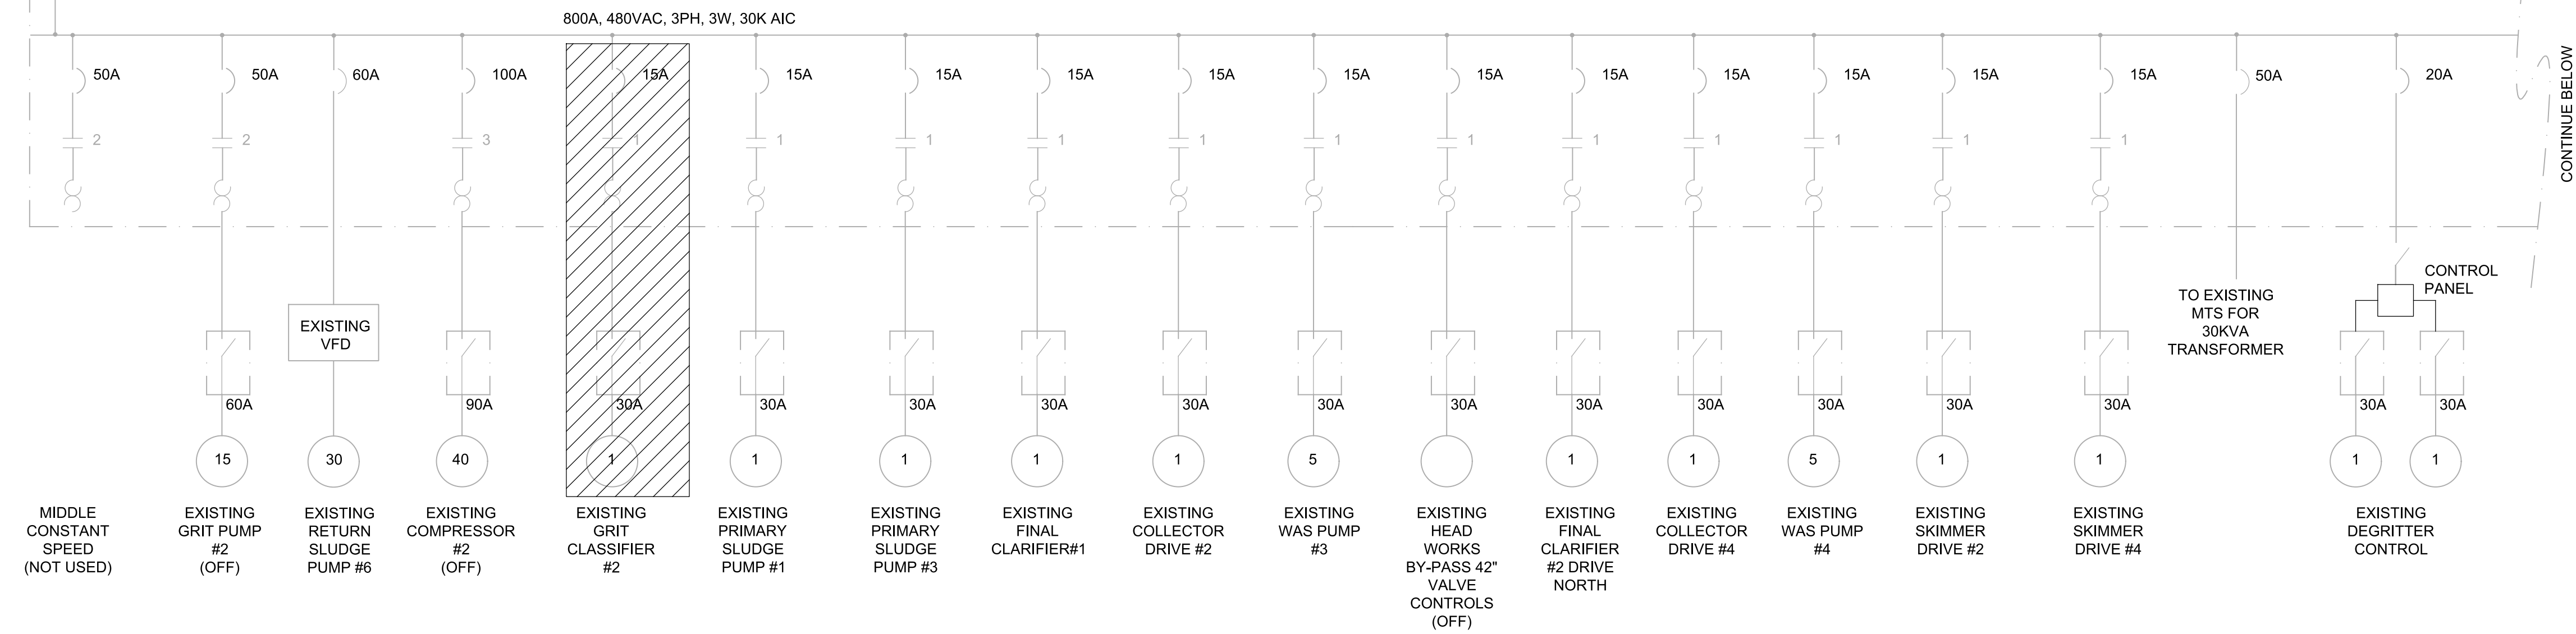 800A, 480VAC, 3PH, 3W, 30K AIC
50A
50A
60A
100A
15A
15A
15A
15A
15A
15A
15A
15A
15A
15A
15A
15A
50A
20A
CONTINUE BELOW
2
2
3
1
1
1
1
1
1
1
1
1
1
1
1
CONTROL
PANEL
TO EXISTING
MTS FOR
30KVA
TRANSFORMER
EXISTING
VFD
60A
90A
30A
30A
30A
30A
30A
30A
30A
30A
30A
30A
30A
30A
30A
30A
15
30
40
1
1
1
1
1
5
1
1
5
1
1
1
1
MIDDLE
CONSTANT
SPEED
(NOT USED)
EXISTING
GRIT PUMP
#2
(OFF)
EXISTING
RETURN
SLUDGE
PUMP #6
EXISTING
COMPRESSOR
#2
(OFF)
EXISTING
GRIT
CLASSIFIER
#2
EXISTING
PRIMARY
SLUDGE
PUMP #1
EXISTING
PRIMARY
SLUDGE
PUMP #3
EXISTING
FINAL
CLARIFIER#1
EXISTING
COLLECTOR
DRIVE #2
EXISTING
WAS PUMP
#3
EXISTING
HEAD
WORKS
BY-PASS 42"
VALVE
CONTROLS
(OFF)
EXISTING
FINAL
CLARIFIER
#2 DRIVE
NORTH
EXISTING
COLLECTOR
DRIVE #4
EXISTING
WAS PUMP
#4
EXISTING
SKIMMER
DRIVE #2
EXISTING
SKIMMER
DRIVE #4
EXISTING
DEGRITTER
CONTROL